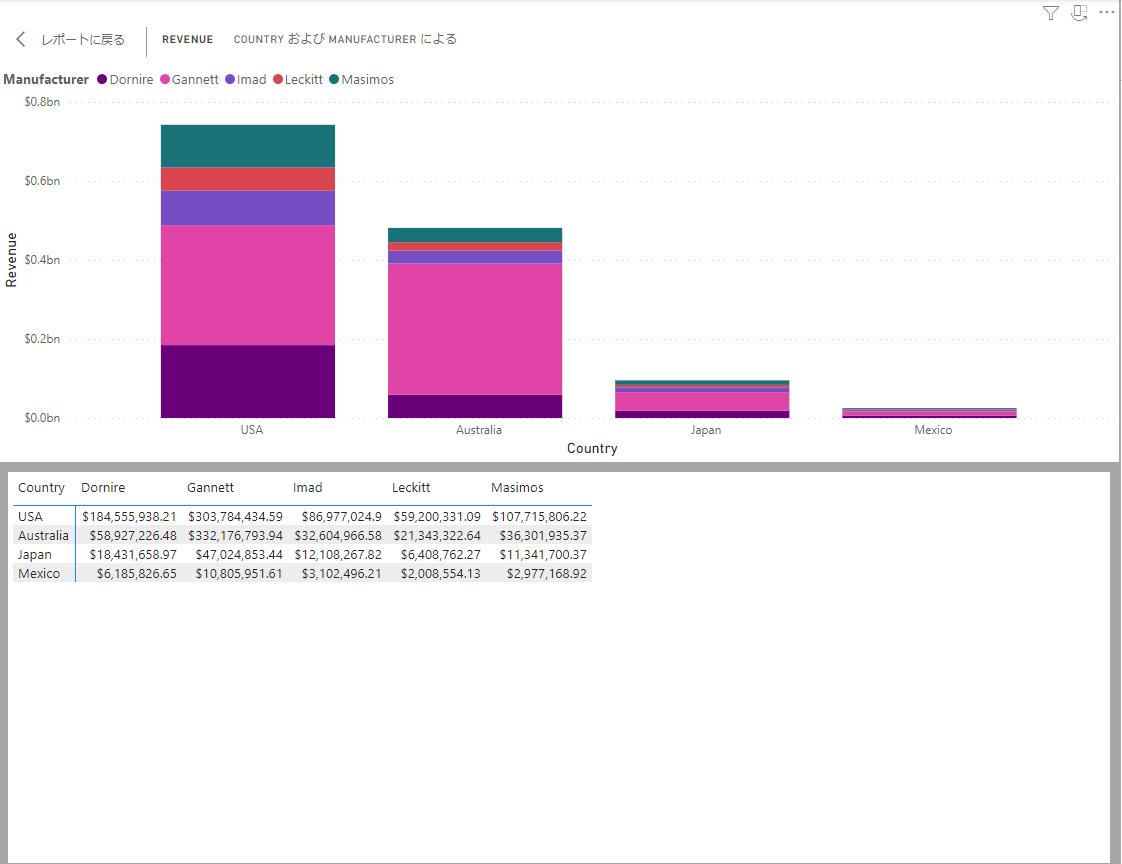 レポートに戻る REVENUE COUNTRY および MANUFACTURER による
Manufacturer Dornire Gannett Imad Leckitt Masimos
$0.8bn
$0.6bn
$0.4bn
$0.2bn
$0.0bn
Revenue
USA Australia Japan Mexico
Country
Country Dornire Gannett Imad Leckitt Masimos
USA $184,555,938.21 $303,784,434.59 $86,977,024.9 $59,200,331.09 $107,715,806.22
Australia $58,927,226.48 $332,176,793.94 $32,604,966.58 $21,343,322.64 $36,301,935.37
Japan $18,431,658.97 $47,024,853.44 $12,108,267.82 $6,408,762.27 $11,341,700.37
Mexico $6,185,826.65 $10,805,951.61 $3,102,496.21 $2,008,554.13 $2,977,168.92